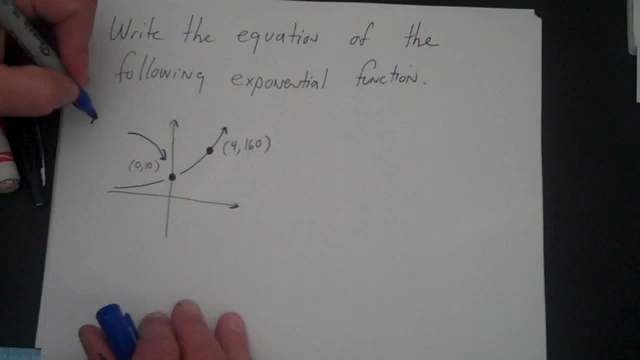 Write the equation of the
following exponential function.
(4,160)
(0,10)